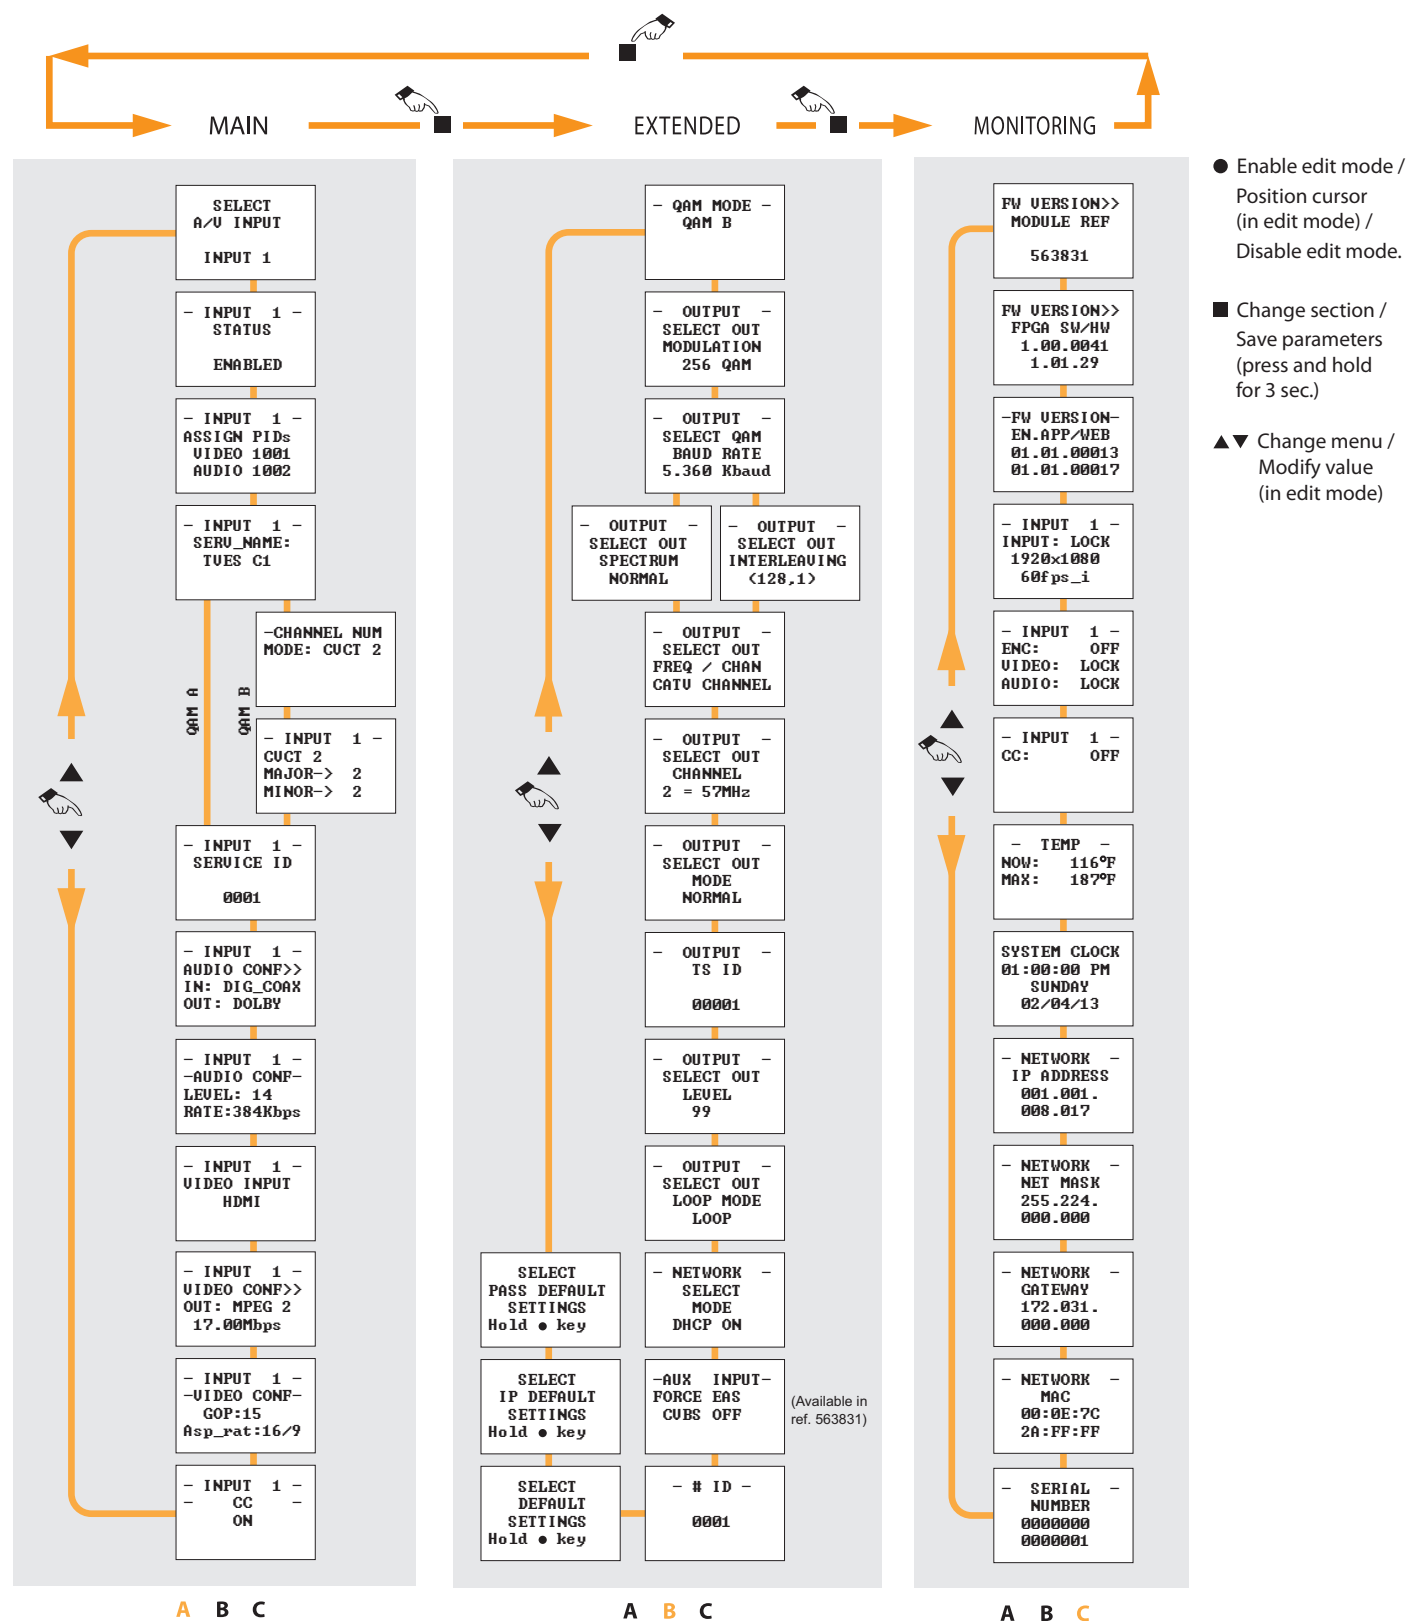 MAIN
EXTENDED
MONITORING
SELECT
A/V INPUT
INPUT 1
- INPUT 1 -
STATUS
ENABLED
- INPUT 1 -
ASSIGN PIDs
VIDEO 1001
AUDIO 1002
- INPUT 1 -
SERV_NAME:
TVES C1
QAM A
QAM B
-CHANNEL NUM
MODE: CVCT 2
- INPUT 1 -
CVCT 2
MAJOR-> 2
MINOR-> 2
- INPUT 1 -
SERVICE ID
0001
- INPUT 1 -
AUDIO CONF>>
IN: DIG_COAX
OUT: DOLBY
- INPUT 1 -
-AUDIO CONF-
LEVEL: 14
RATE:384Kbps
- INPUT 1 -
VIDEO INPUT
HDMI
- INPUT 1 -
VIDEO CONF>>
OUT: MPEG 2
17.00Mbps
- INPUT 1 -
-VIDEO CONF-
GOP:15
Asp_rat:16/9
- INPUT 1 -
- CC -
ON
A B C
- QAM MODE -
QAM B
- OUTPUT -
SELECT OUT
MODULATION
256 QAM
- OUTPUT -
SELECT QAM
BAUD RATE
5.360 Kbaud
- OUTPUT -
SELECT OUT
SPECTRUM
NORMAL
- OUTPUT -
SELECT OUT
INTERLEAVING
(128,1)
- OUTPUT -
SELECT OUT
FREQ / CHAN
CATV CHANNEL
- OUTPUT -
SELECT OUT
CHANNEL
2 = 57MHz
- OUTPUT -
SELECT OUT
MODE
NORMAL
- OUTPUT -
TS ID
00001
- OUTPUT -
SELECT OUT
LEVEL
99
- OUTPUT -
SELECT OUT
LOOP MODE
LOOP
- NETWORK -
SELECT
MODE
DHCP ON
-AUX INPUT-
FORCE EAS
CVBS OFF
(Available in
ref. 563831)
- # ID -
0001
SELECT
PASS DEFAULT
SETTINGS
Hold ● key
SELECT
IP DEFAULT
SETTINGS
Hold ● key
SELECT
DEFAULT
SETTINGS
Hold ● key
A B C
FW VERSION>>
MODULE REF
563831
FW VERSION>>
FPGA SW/HW
1.00.0041
1.01.29
-FW VERSION-
EN.APP/WEB
01.01.00013
01.01.00017
- INPUT 1 -
INPUT: LOCK
1920x1080
60fps_i
- INPUT 1 -
ENC: OFF
VIDEO: LOCK
AUDIO: LOCK
- INPUT 1 -
CC: OFF
- TEMP -
NOW: 116ºF
MAX: 187ºF
SYSTEM CLOCK
01:00:00 PM
SUNDAY
02/04/13
- NETWORK -
IP ADDRESS
001.001.
008.017
- NETWORK -
NET MASK
255.224.
000.000
- NETWORK -
GATEWAY
172.031.
000.000
- NETWORK -
MAC
00:0E:7C
2A:FF:FF
- SERIAL -
NUMBER
0000000
0000001
A B C
● Enable edit mode /
Position cursor
(in edit mode) /
Disable edit mode.
■ Change section /
Save parameters
(press and hold
for 3 sec.)
▲▼ Change menu /
Modify value
(in edit mode)